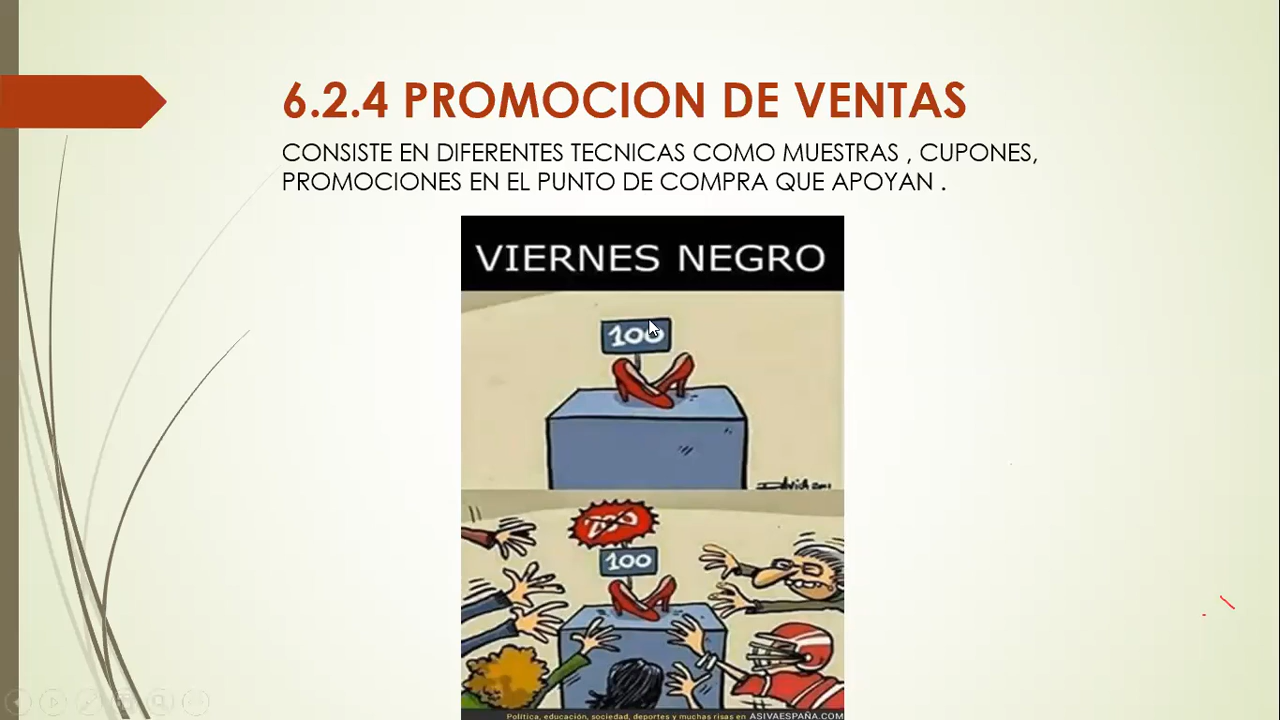 6.2.4 PROMOCION DE VENTAS
CONSISTE EN DIFERENTES TECNICAS COMO MUESTRAS , CUPONES,
PROMOCIONES EN EL PUNTO DE COMPRA QUE APOYAN .
VIERNES NEGRO
100
200
100
Política, educación, sociedad, deportes y muchas risas en ASIVAESPAÑA.COM